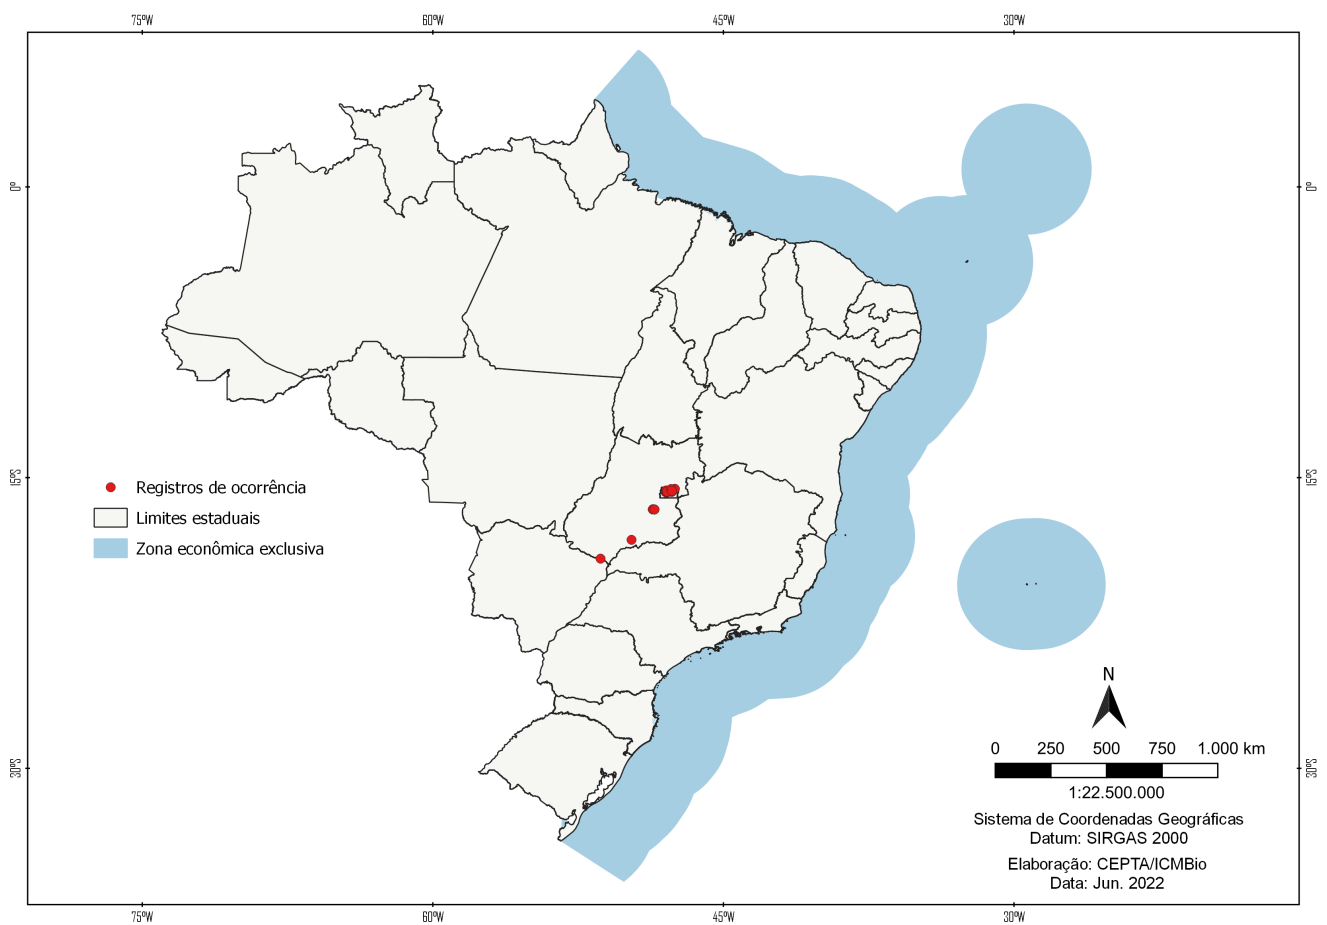 75°W 60°W 45°W 30°W
0° 0°
15°S 15°S
30°S 30°S
Registros de ocorrência
Limites estaduais
Zona econômica exclusiva
N
0 250 500 750 1.000 km
1:22.500.000
Sistema de Coordenadas Geográficas
Datum: SIRGAS 2000
Elaboração: CEPTA/ICMBio
Data: Jun. 2022
75°W 60°W 45°W 30°W